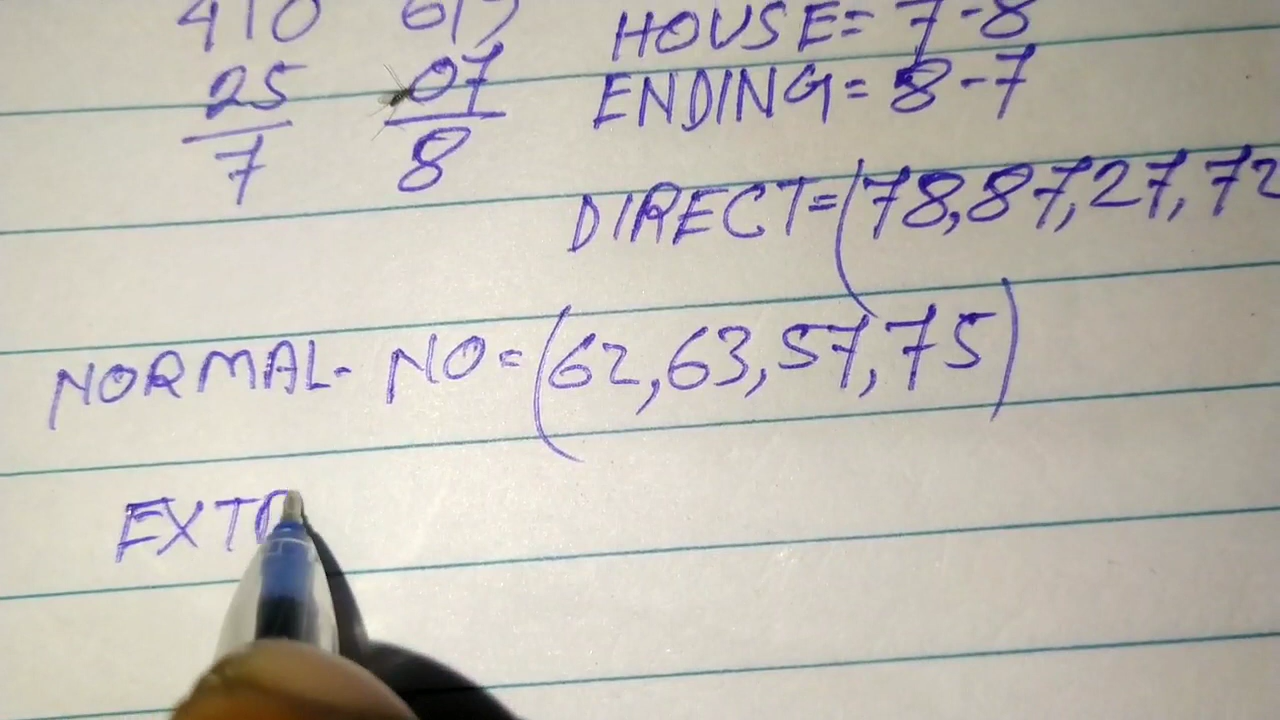 410 617 HOUSE= 7-8
25 07 ENDING= 8-7
7 8
DIRECT=(78,87,27,72
NORMAL- NO=(62,63,57,75)
EXT